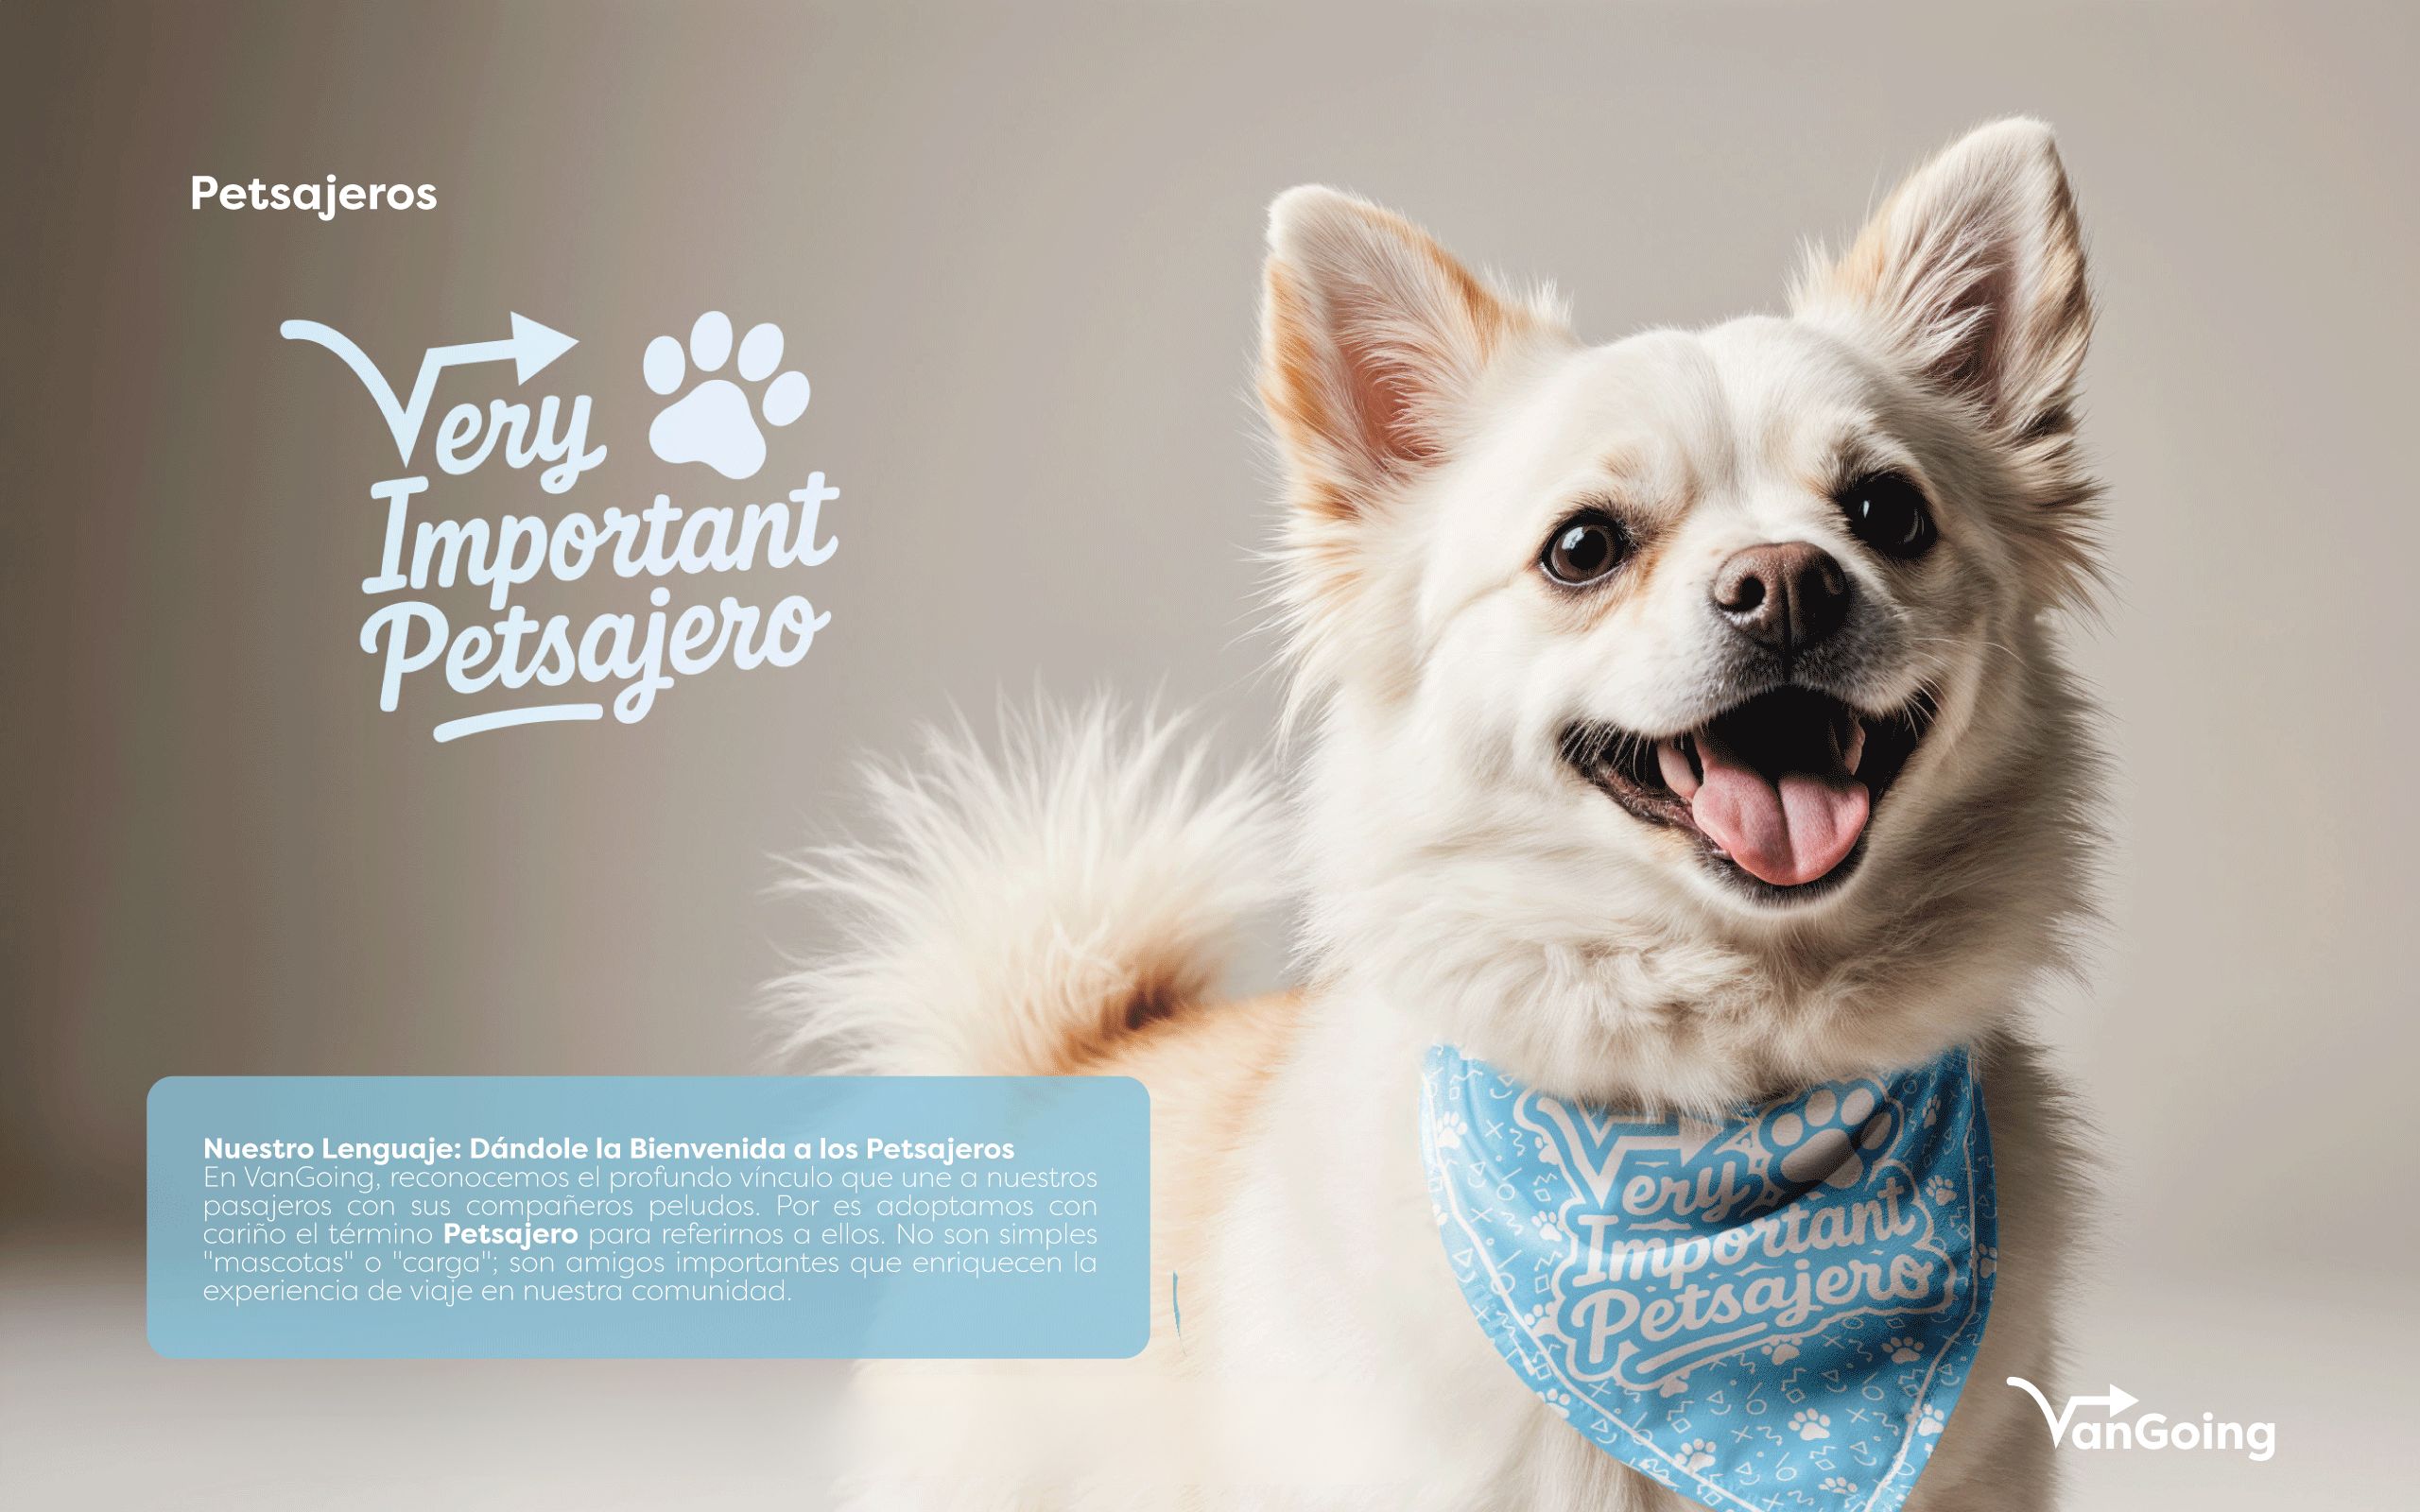 Petsajeros
Very
Important
Petsajero
Nuestro Lenguaje: Dándole la Bienvenida a los Petsajeros
En VanGoing, reconocemos el profundo vínculo que une a nuestros
pasajeros con sus compañeros peludos. Por es adoptamos con
cariño el término Petsajero para referirnos a ellos. No son simples
"mascotas" o "carga"; son amigos importantes que enriquecen la
experiencia de viaje en nuestra comunidad.
Very
Important
Petsajero
VanGoing